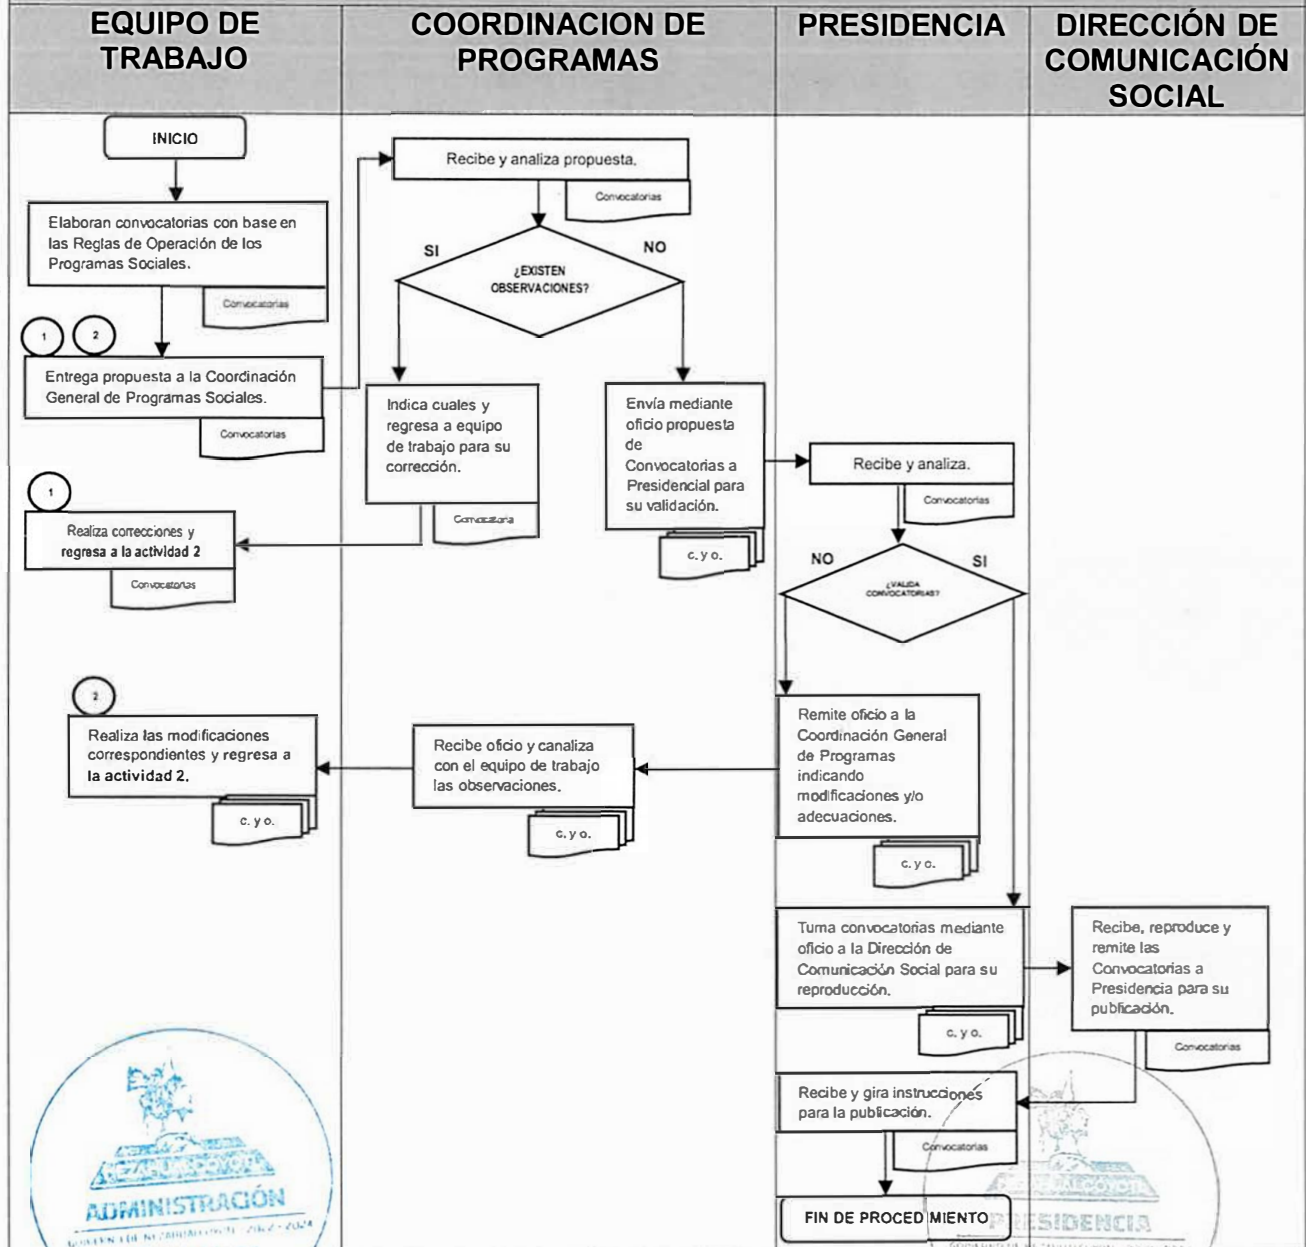 EQUIPO DE
TRABAJO
COORDINACION DE
PROGRAMAS
PRESIDENCIA
DIRECCIÓN DE
COMUNICACIÓN
SOCIAL
INICIO
Elaboran convocatorias con base en
las Reglas de Operación de los
Programas Sociales.
Convocatorias
1
2
Entrega propuesta a la Coordinación
General de Programas Sociales.
Convocatorias
Recibe y analiza propuesta.
Convocatorias
SI
NO
¿EXISTEN
OBSERVACIONES?
Indica cuales y
regresa a equipo
de trabajo para su
corrección.
Convocatoria
1
Realiza correcciones y
regresa a la actividad 2
Convocatorias
Envía mediante
oficio propuesta
de
Convocatorias a
Presidencial para
su validación.
c. y o.
Recibe y analiza.
Convocatorias
NO
SI
¿VALIDA
CONVOCATORIAS?
Remite oficio a la
Coordinación General
de Programas
indicando
modificaciones y/o
adecuaciones.
c. y o.
Recibe oficio y canaliza
con el equipo de trabajo
las observaciones.
c. y o.
2
Realiza las modificaciones
correspondientes y regresa a
la actividad 2.
c. y o.
Turna convocatorias mediante
oficio a la Dirección de
Comunicación Social para su
reproducción.
c. y o.
Recibe, reproduce y
remite las
Convocatorias a
Presidencia para su
publicación.
Convocatorias
Recibe y gira instrucciones
para la publicación.
Convocatorias
FIN DE PROCEDIMIENTO
NEZAHUALCÓYOTL
ADMINISTRACIÓN
GOBIERNO DE NEZAHUALCÓYOTL 2022 - 2024
NEZAHUALCÓYOTL
PRESIDENCIA